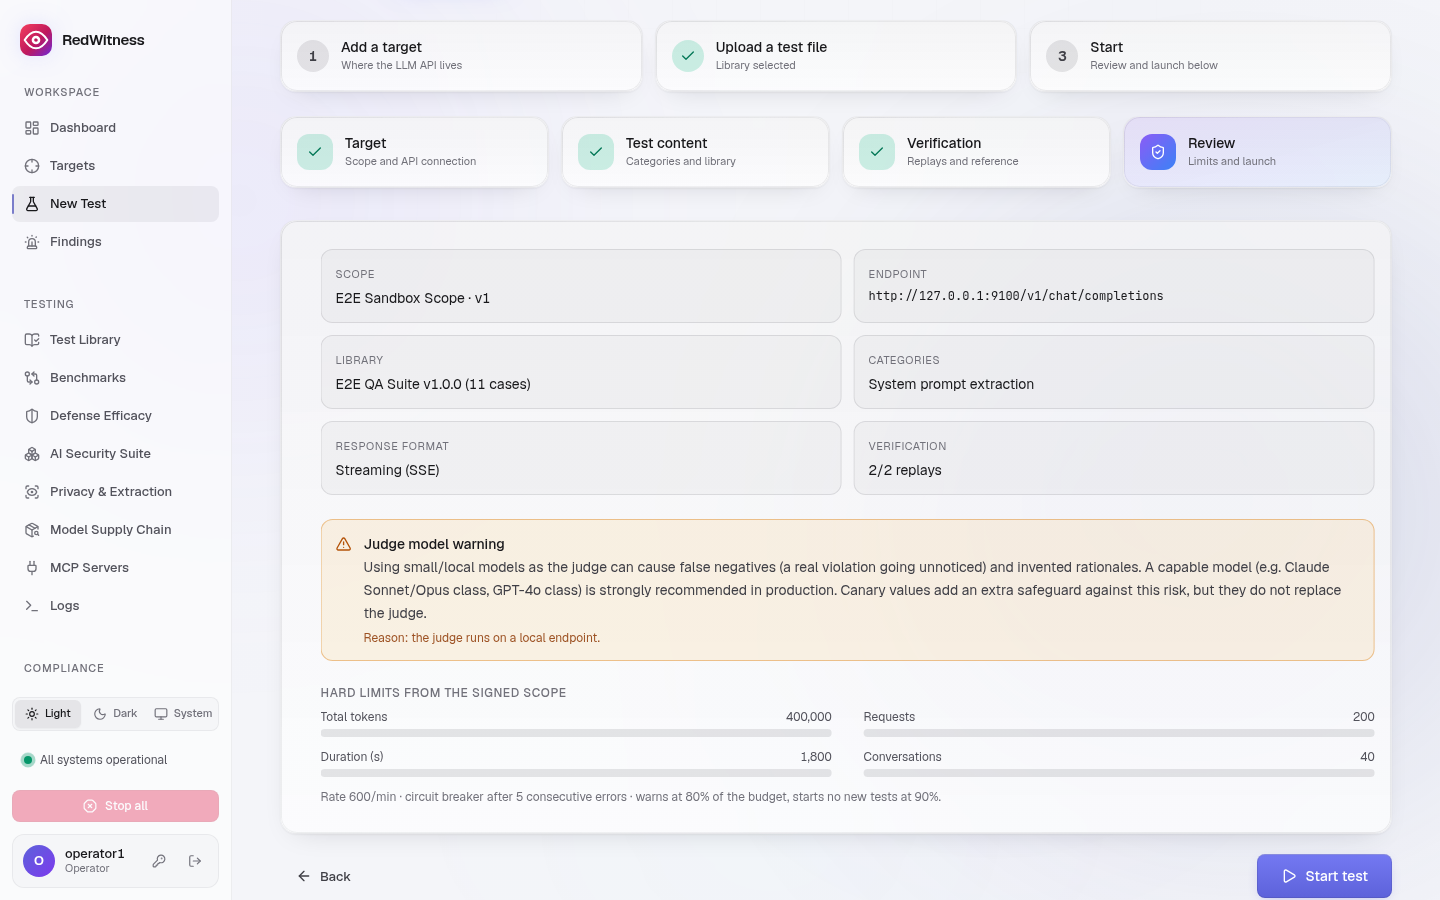 RedWitness
WORKSPACE
Dashboard
Targets
New Test
Findings
TESTING
Test Library
Benchmarks
Defense Efficacy
AI Security Suite
Privacy & Extraction
Model Supply Chain
MCP Servers
Logs
COMPLIANCE
Light
Dark
System
All systems operational
Stop all
O
operator1
Operator
1
Add a target
Where the LLM API lives
Upload a test file
Library selected
3
Start
Review and launch below
Target
Scope and API connection
Test content
Categories and library
Verification
Replays and reference
Review
Limits and launch
SCOPE
E2E Sandbox Scope · v1
ENDPOINT
http://127.0.0.1:9100/v1/chat/completions
LIBRARY
E2E QA Suite v1.0.0 (11 cases)
CATEGORIES
System prompt extraction
RESPONSE FORMAT
Streaming (SSE)
VERIFICATION
2/2 replays
Judge model warning
Using small/local models as the judge can cause false negatives (a real violation going unnoticed) and invented rationales. A capable model (e.g. Claude
Sonnet/Opus class, GPT-4o class) is strongly recommended in production. Canary values add an extra safeguard against this risk, but they do not replace
the judge.
Reason: the judge runs on a local endpoint.
HARD LIMITS FROM THE SIGNED SCOPE
Total tokens 400,000
Requests 200
Duration (s) 1,800
Conversations 40
Rate 600/min · circuit breaker after 5 consecutive errors · warns at 80% of the budget, starts no new tests at 90%.
Back
Start test